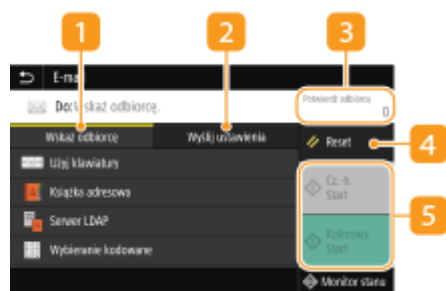 1 2 3
E-mail
Do: Wskaż odbiorcę.
Potwierdź odbiorcę
0
Wskaż odbiorcę Wyślij ustawienia
Reset
4
Użyj klawiatury
Książka adresowa
Cz.-b.
Start
5
Serwer LDAP
Kolorowy
Start
Wybieranie kodowane
Monitor stanu